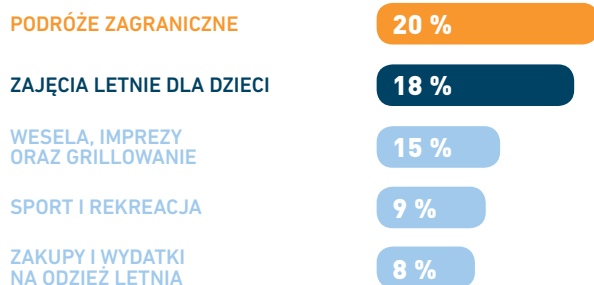 PODRÓŻE ZAGRANICZNE 20 %
ZAJĘCIA LETNIE DLA DZIECI 18 %
WESELA, IMPREZY
ORAZ GRILLOWANIE 15 %
SPORT I REKREACJA 9 %
ZAKUPY I WYDATKI
NA ODZIEŻ LETNIA 8 %